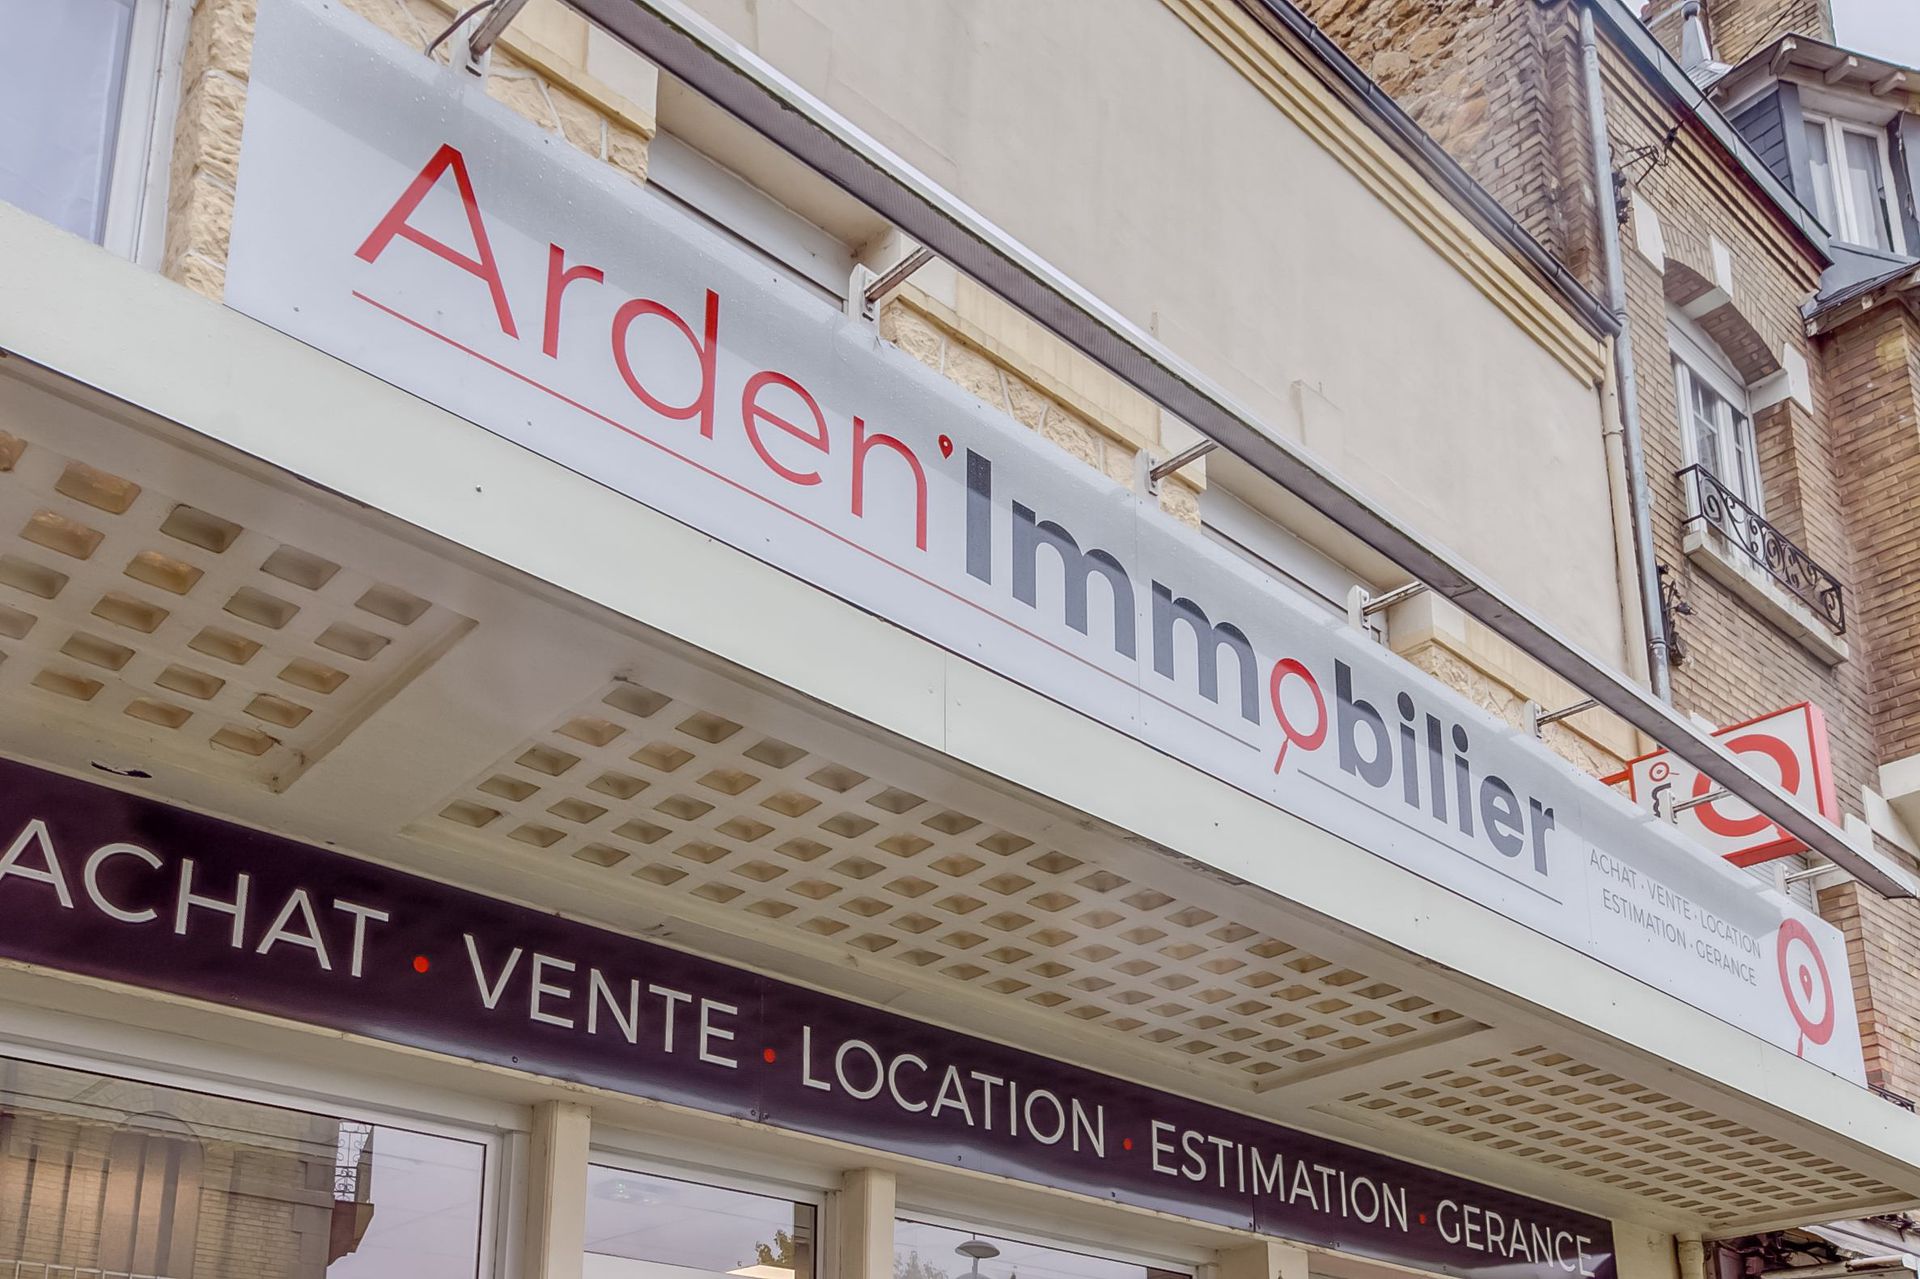 Arden'Immobilier
ACHAT · VENTE · LOCATION
ESTIMATION · GERANCE
ACHAT · VENTE · LOCATION · ESTIMATION · GERANCE